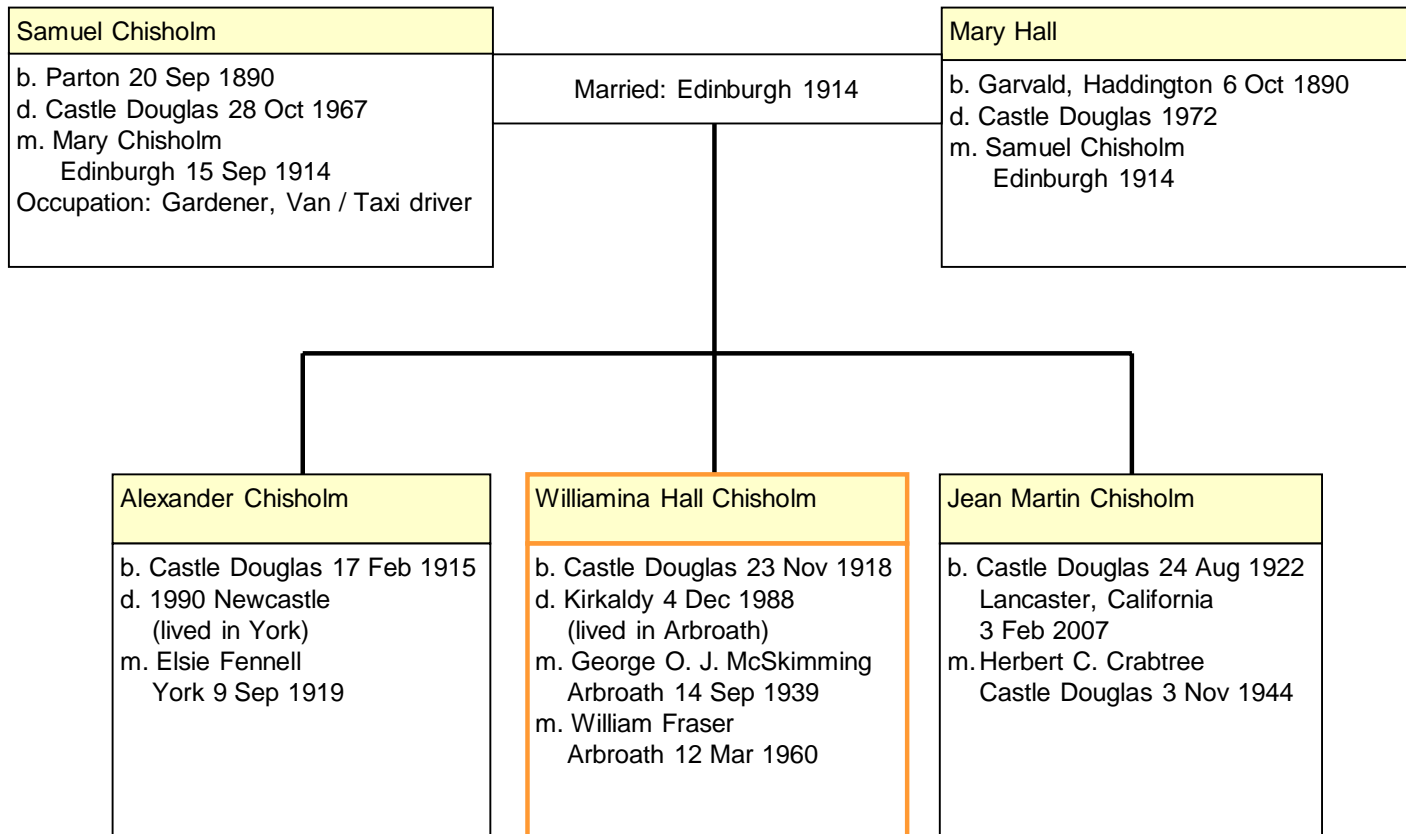 Samuel Chisholm
b. Parton 20 Sep 1890
d. Castle Douglas 28 Oct 1967
m. Mary Chisholm
Edinburgh 15 Sep 1914
Occupation: Gardener, Van / Taxi driver
Married: Edinburgh 1914
Mary Hall
b. Garvald, Haddington 6 Oct 1890
d. Castle Douglas 1972
m. Samuel Chisholm
Edinburgh 1914
Alexander Chisholm
b. Castle Douglas 17 Feb 1915
d. 1990 Newcastle
(lived in York)
m. Elsie Fennell
York 9 Sep 1919
Williamina Hall Chisholm
b. Castle Douglas 23 Nov 1918
d. Kirkaldy 4 Dec 1988
(lived in Arbroath)
m. George O. J. McSkimming
Arbroath 14 Sep 1939
m. William Fraser
Arbroath 12 Mar 1960
Jean Martin Chisholm
b. Castle Douglas 24 Aug 1922
Lancaster, California
3 Feb 2007
m. Herbert C. Crabtree
Castle Douglas 3 Nov 1944